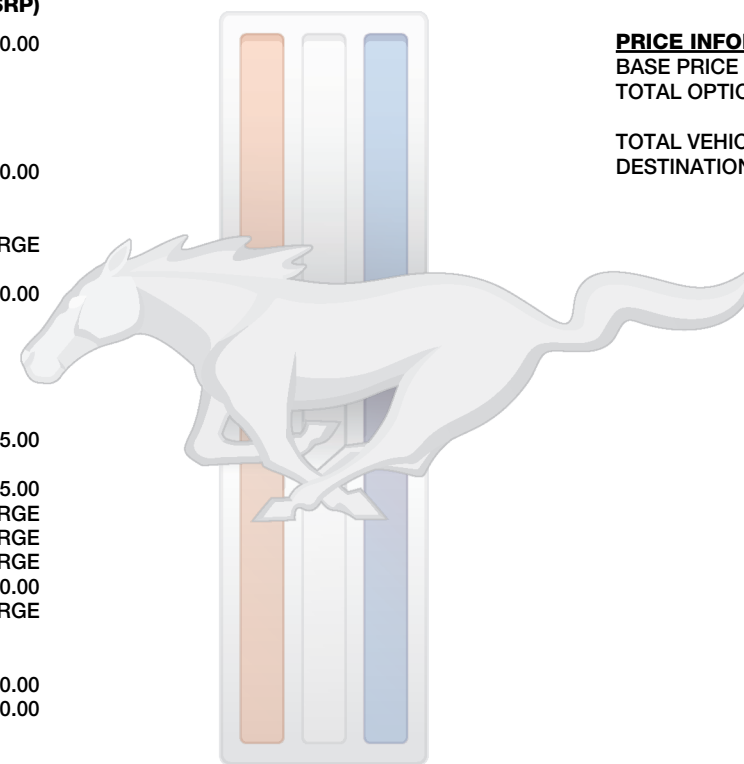 SRP)
0.00
0.00
RGE
0.00
5.00
5.00
RGE
RGE
RGE
0.00
RGE
0.00
0.00
PRICE INFO
BASE PRICE
TOTAL OPTIO
TOTAL VEHIC
DESTINATION